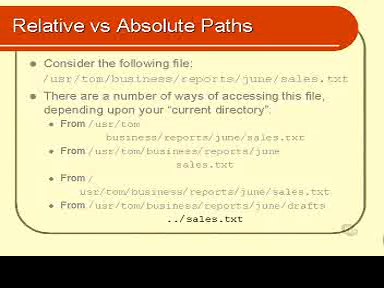 Relative vs Absolute Paths
Consider the following file:
/usr/tom/business/reports/june/sales.txt
There are a number of ways of accessing this file,
depending upon your "current directory".
From /usr/tom
business/reports/june/sales.txt
From /usr/tom/business/reports/june
sales.txt
From /
usr/tom/business/reports/june/sales.txt
From /usr/tom/business/reports/june/drafts
../sales.txt